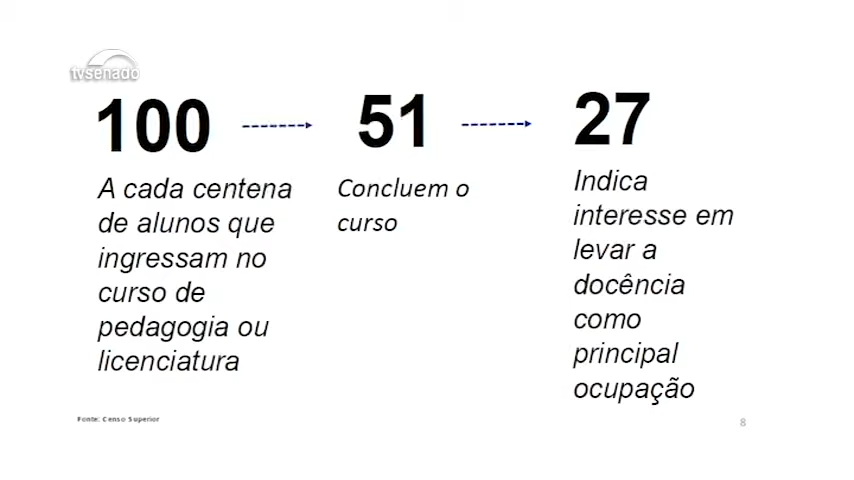 tvsenado
100
51
27
A cada centena
de alunos que
ingressam no
curso de
pedagogia ou
licenciatura
Concluem o
curso
Indica
interesse em
levar a
docência
como
principal
ocupação
Fonte: Censo Superior
8